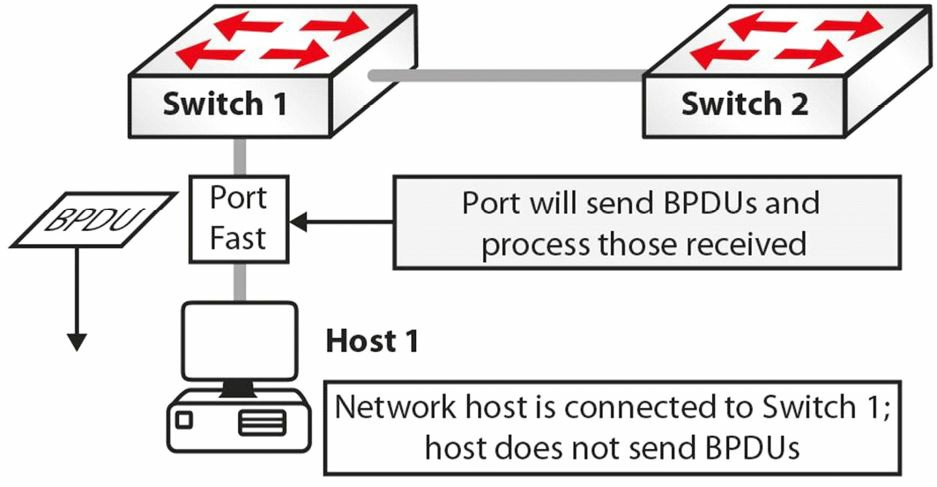 Switch 1
Switch 2
BPDU
Port
Fast
Port will send BPDUs and
process those received
Host 1
Network host is connected to Switch 1;
host does not send BPDUs